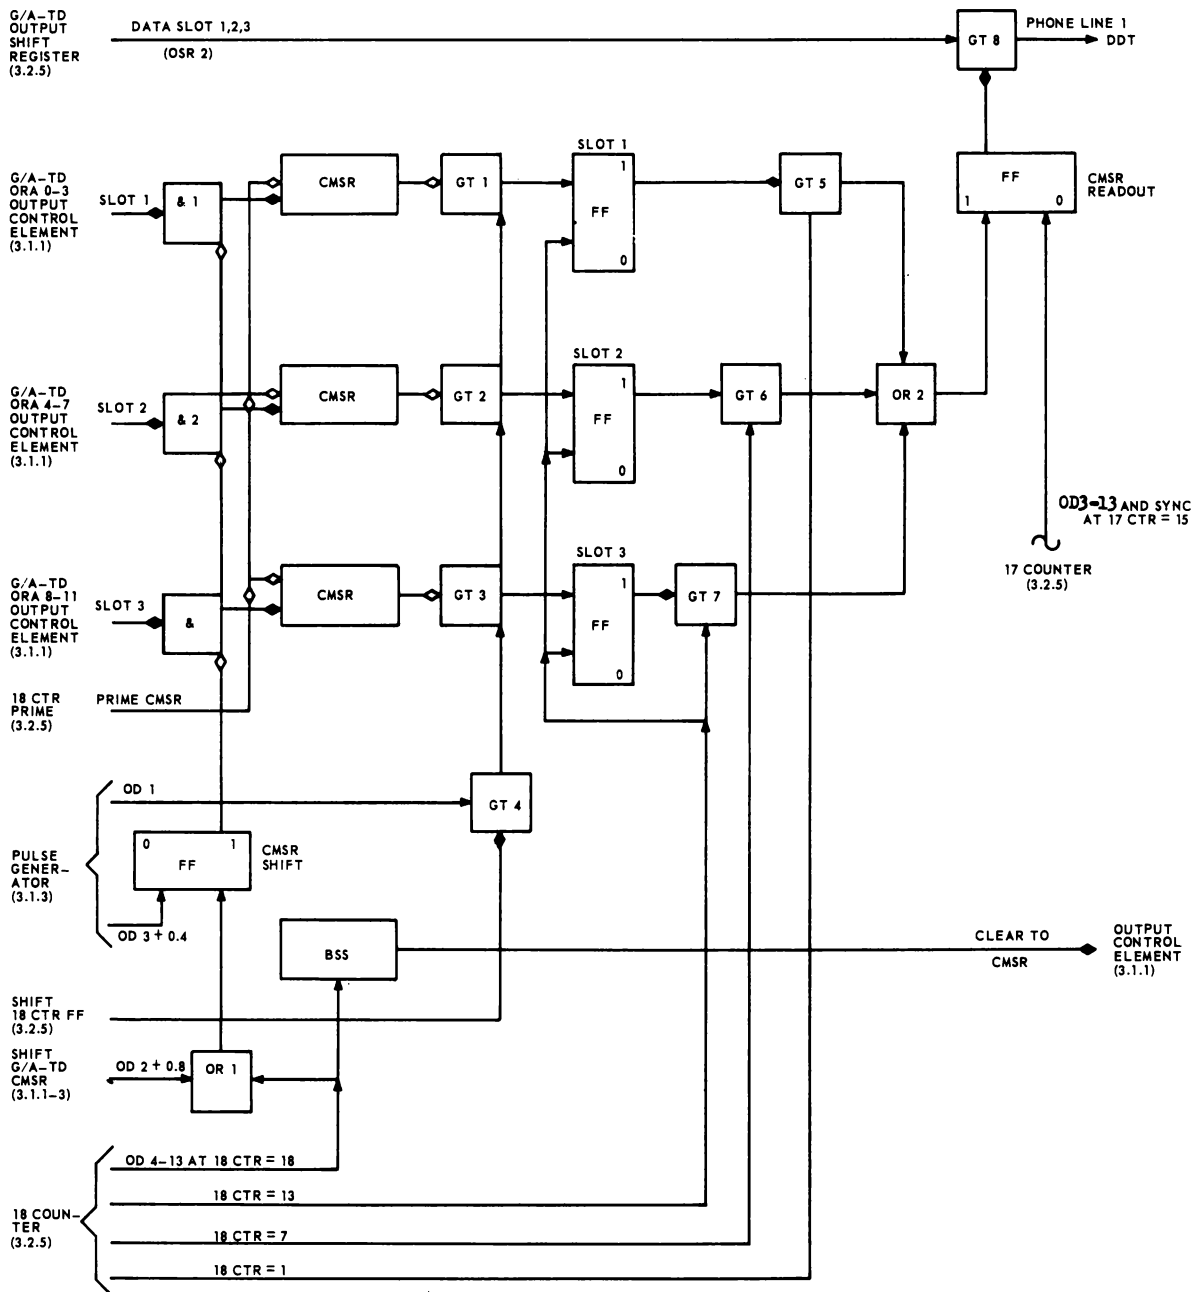 G/A-TD
OUTPUT
SHIFT
REGISTER
(3.2.5)
DATA SLOT 1,2,3
(OSR 2)
GT 8
PHONE LINE 1
DDT
G/A-TD
ORA 0-3
OUTPUT
CONTROL
ELEMENT
(3.1.1)
SLOT 1
& 1
CMSR
GT 1
SLOT 1
1
FF
0
GT 5
FF
1
0
CMSR
READOUT
G/A-TD
ORA 4-7
OUTPUT
CONTROL
ELEMENT
(3.1.1)
SLOT 2
& 2
CMSR
GT 2
SLOT 2
1
FF
0
GT 6
OR 2
OD3-13 AND SYNC
AT 17 CTR = 15
17 COUNTER
(3.2.5)
G/A-TD
ORA 8-11
OUTPUT
CONTROL
ELEMENT
(3.1.1)
SLOT 3
&
CMSR
GT 3
SLOT 3
1
FF
0
GT 7
18 CTR
PRIME
(3.2.5)
PRIME CMSR
PULSE
GENER-
ATOR
(3.1.3)
OD 1
GT 4
0
1
FF
CMSR
SHIFT
OD 3 + 0.4
BSS
CLEAR TO
CMSR
OUTPUT
CONTROL
ELEMENT
(3.1.1)
SHIFT
18 CTR FF
(3.2.5)
SHIFT
G/A-TD
CMSR
(3.1.1-3)
OD 2 + 0.8
OR 1
18 COUN-
TER
(3.2.5)
OD 4-13 AT 18 CTR = 18
18 CTR = 13
18 CTR = 7
18 CTR = 1